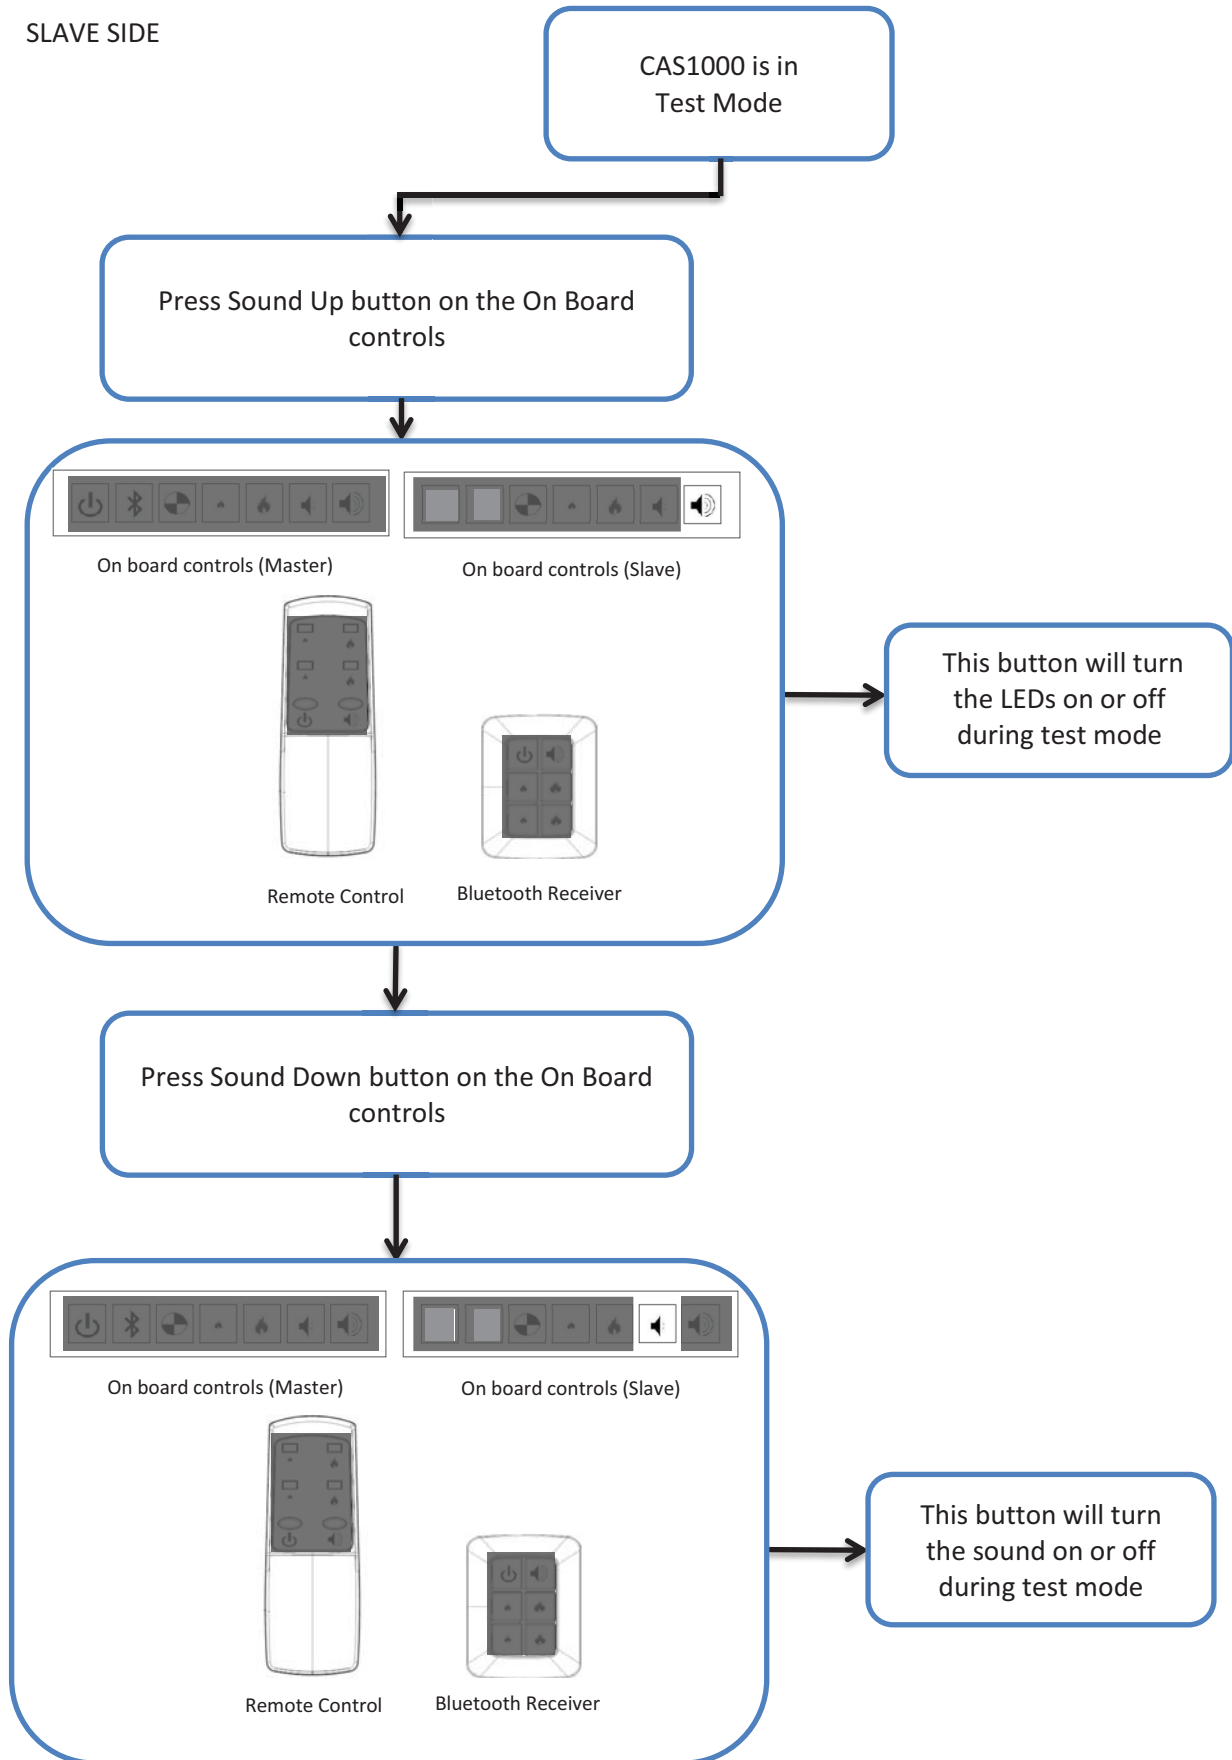 SLAVE SIDE
CAS1000 is in
Test Mode
Press Sound Up button on the On Board
controls
On board controls (Master)
On board controls (Slave)
Remote Control
Bluetooth Receiver
This button will turn
the LEDs on or off
during test mode
Press Sound Down button on the On Board
controls
On board controls (Master)
On board controls (Slave)
Remote Control
Bluetooth Receiver
This button will turn
the sound on or off
during test mode